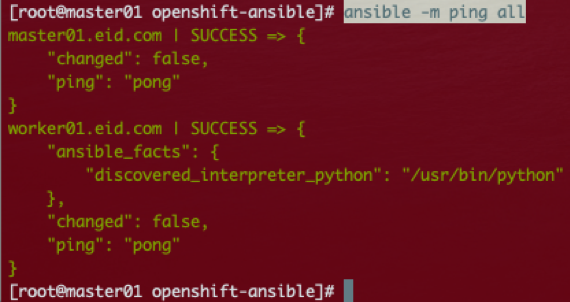 [root@master01 openshift-ansible]# ansible -m ping all
master01.eid.com | SUCCESS => {
    "changed": false,
    "ping": "pong"
}
worker01.eid.com | SUCCESS => {
    "ansible_facts": {
        "discovered_interpreter_python": "/usr/bin/python"
    },
    "changed": false,
    "ping": "pong"
}
[root@master01 openshift-ansible]#